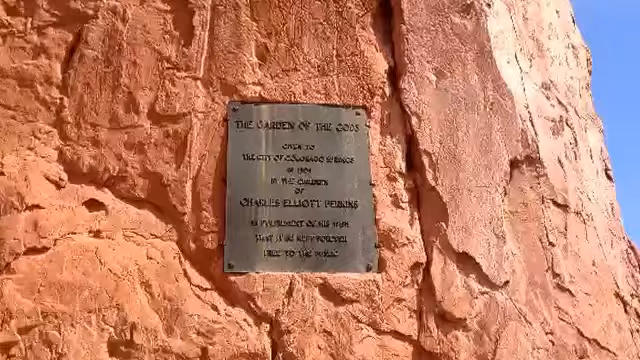 THE GARDEN OF THE GODS
GIVEN TO
THE CITY OF COLORADO SPRINGS
IN 1909
BY THE CHILDREN
OF
CHARLES ELLIOTT PERKINS
IN FULFILLMENT OF HIS WISH
THAT IT BE KEPT FOREVER
FREE TO THE PUBLIC